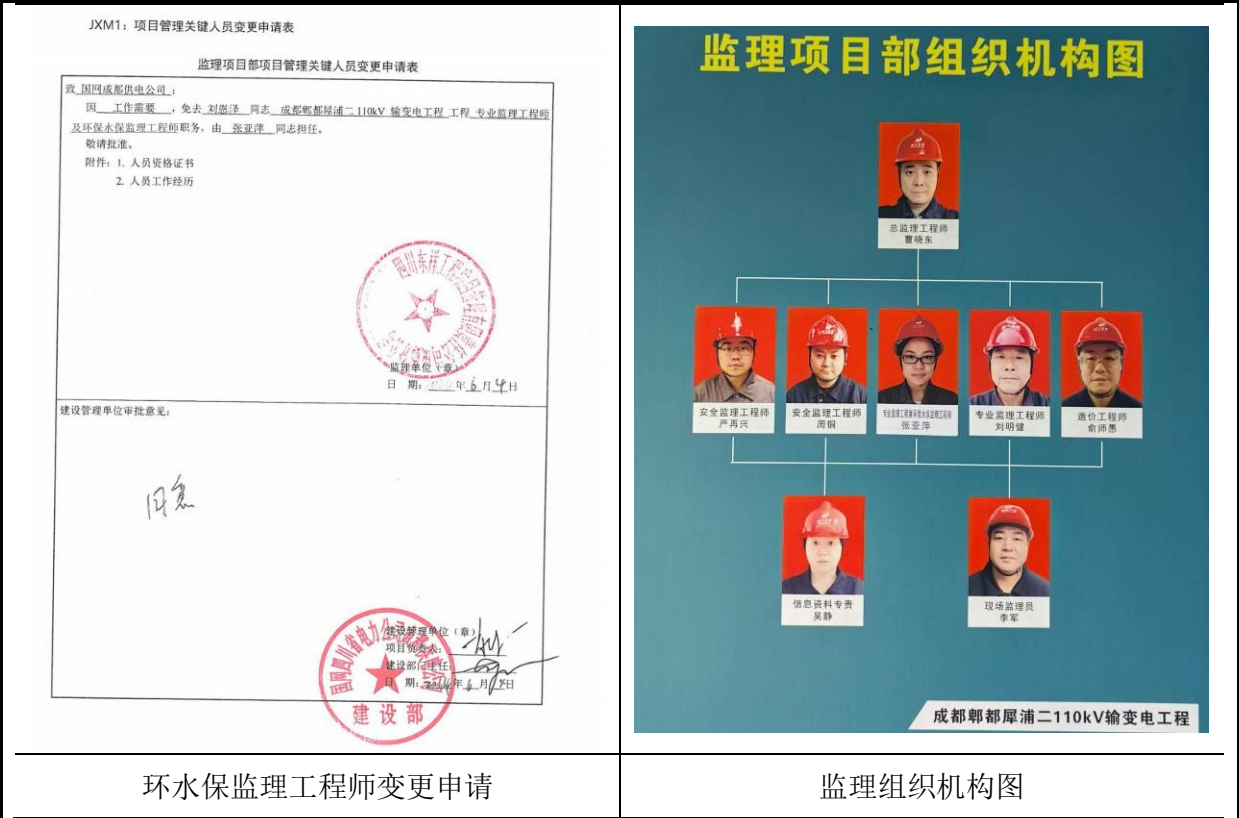 JXM1：项目管理关键人员变更申请表
监理项目部项目管理关键人员变更申请表
致 国网成都供电公司 ：
因 工作需要 ，免去 刘恩泽 同志 成都郫都犀浦二 110kV 输变电工程 工程 专业监理工程师
及环保水保监理工程师职务，由 张亚萍 同志担任。
敬请批准。
附件：1. 人员资格证书
2. 人员工作经历
监理单位（章）
日 期： 年 6 月 4 日
建设管理单位审批意见：
同意
建设管理单位（章）
项目负责人：
建设部门主任：
日 期： 年 6 月 日
建设部
环水保监理工程师变更申请
监理项目部组织机构图
总监理工程师
曹晓东
安全监理工程师
严再兴
安全监理工程师
周铜
张亚萍
专业监理工程师
刘明健
造价工程师
俞师愚
信息资料专责
吴静
现场监理员
李军
成都郫都犀浦二110kV输变电工程
监理组织机构图